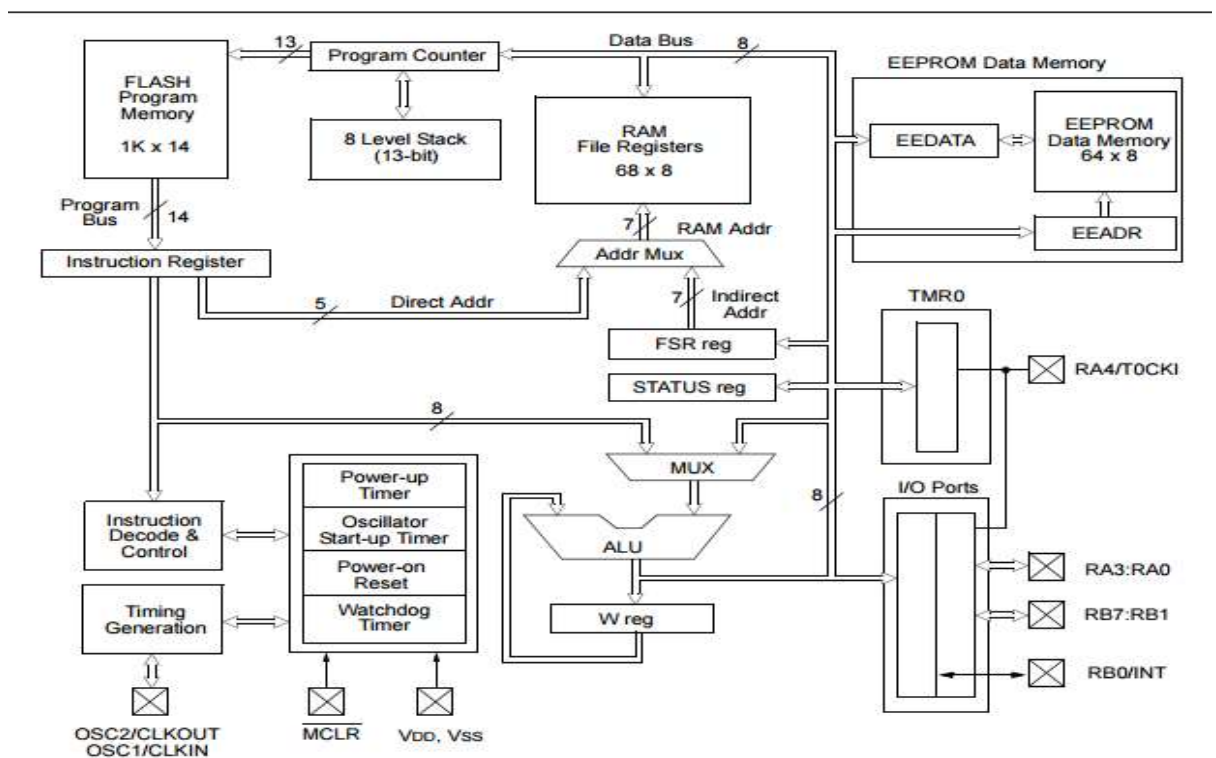 13
Program Counter
Data Bus
8
EEPROM Data Memory
FLASH
Program
Memory
1K x 14
8 Level Stack
(13-bit)
RAM
File Registers
68 x 8
EEDATA
EEPROM
Data Memory
64 x 8
EEADR
Program
Bus
14
7
RAM Addr
Instruction Register
Addr Mux
5
Direct Addr
7
Indirect
Addr
TMR0
FSR reg
STATUS reg
RA4/T0CKI
8
MUX
Power-up
Timer
Oscillator
Start-up Timer
Power-on
Reset
Watchdog
Timer
Instruction
Decode &
Control
Timing
Generation
ALU
W reg
8
I/O Ports
RA3:RA0
RB7:RB1
RB0/INT
OSC2/CLKOUT
OSC1/CLKIN
MCLR
VDD, VSS